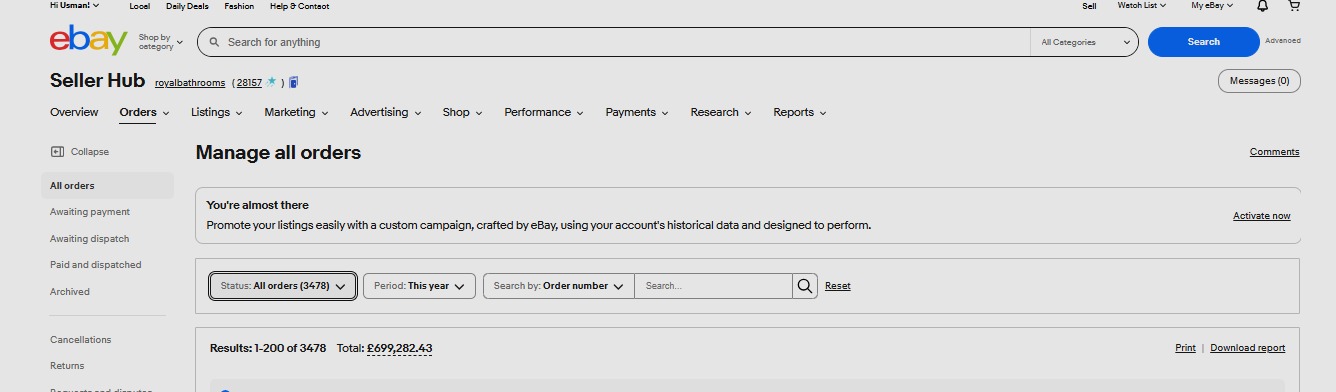 Hi Usman! Local Daily Deals Fashion Help & Contact Sell Watch List My eBay
ebay Shop by category Search for anything All Categories Search Advanced
Seller Hub royalbathrooms (28157) Messages (0)
Overview Orders Listings Marketing Advertising Shop Performance Payments Research Reports
Collapse
Manage all orders Comments
All orders
Awaiting payment
Awaiting dispatch
Paid and dispatched
Archived
Cancellations
Returns
Requests and disputes
You're almost there
Promote your listings easily with a custom campaign, crafted by eBay, using your account's historical data and designed to perform. Activate now
Status: All orders (3478) Period: This year Search by: Order number Search... Reset
Results: 1-200 of 3478 Total: £699,282.43 Print | Download report